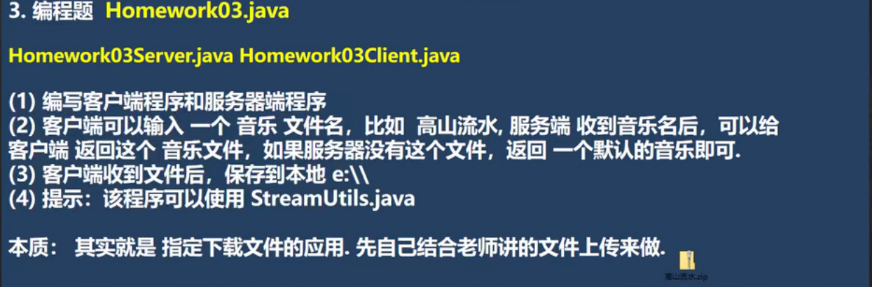 3. 编程题 Homework03.java
Homework03Server.java Homework03Client.java
(1) 编写客户端程序和服务器端程序
(2) 客户端可以输入 一个 音乐 文件名，比如 高山流水, 服务端 收到音乐名后，可以给
客户端 返回这个 音乐文件，如果服务器没有这个文件，返回 一个默认的音乐即可.
(3) 客户端收到文件后，保存到本地 e:\\
(4) 提示：该程序可以使用 StreamUtils.java
本质： 其实就是 指定下载文件的应用. 先自己结合老师讲的文件上传来做.
高山流水.zip